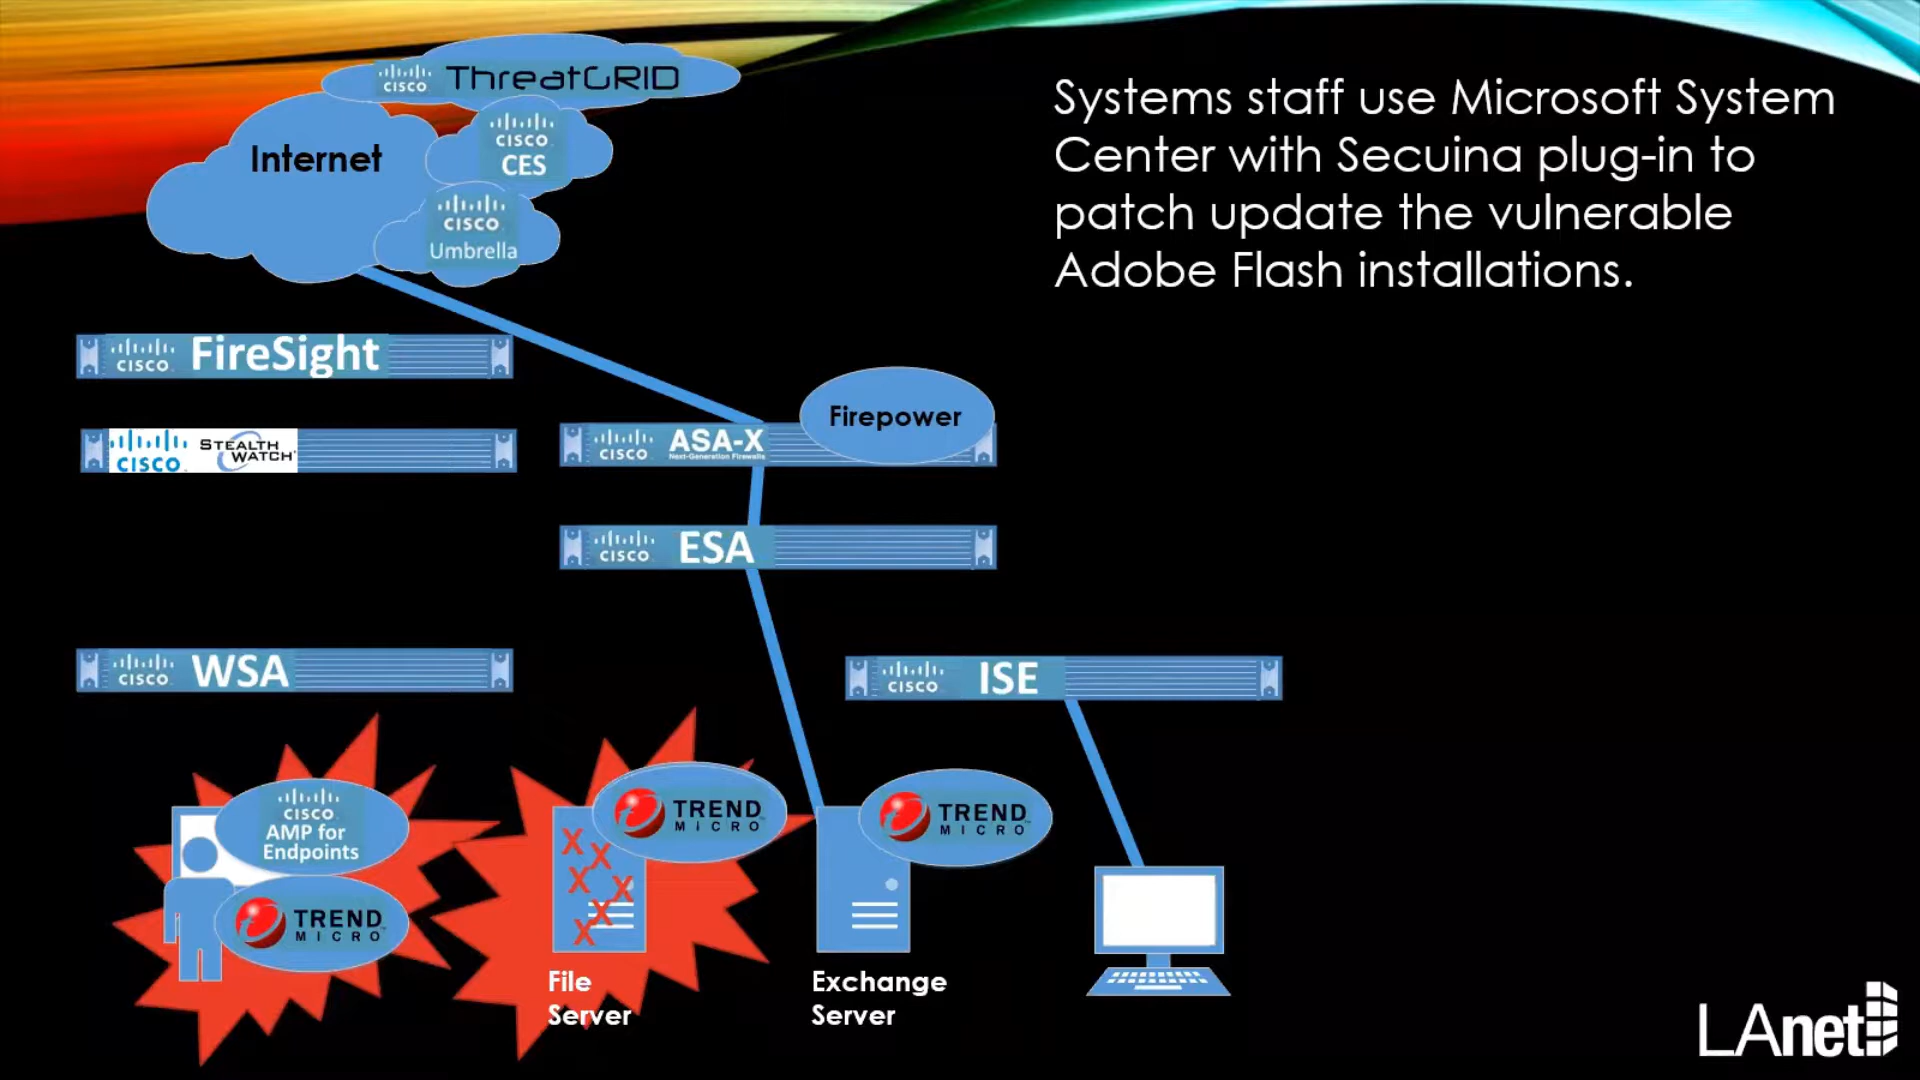 CISCO ThreatGRID
Internet
CISCO
CES
CISCO
Umbrella
Systems staff use Microsoft System
Center with Secuina plug-in to
patch update the vulnerable
Adobe Flash installations.
CISCO FireSight
CISCO STEALTH
WATCH
Firepower
CISCO ASA-X
Next-Generation Firewalls
CISCO ESA
CISCO WSA
CISCO ISE
CISCO
AMP for
Endpoints
TREND
MICRO
TREND
MICRO
X
X
X
X
X
X
File
Server
TREND
MICRO
Exchange
Server
LAnet